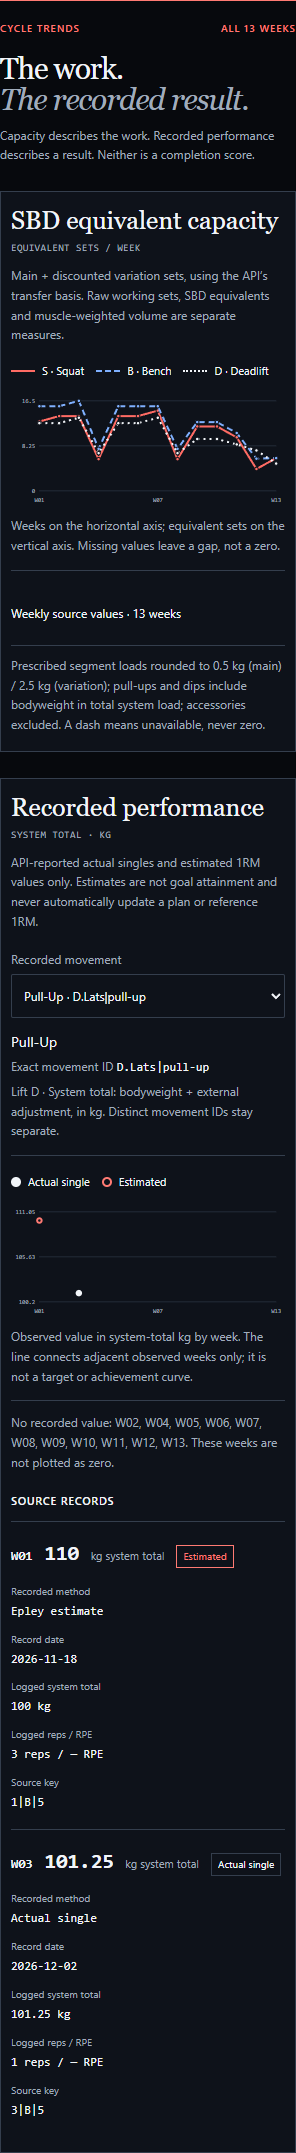 CYCLE TRENDS
ALL 13 WEEKS
The work.
The recorded result.
Capacity describes the work. Recorded performance
describes a result. Neither is a completion score.
SBD equivalent capacity
EQUIVALENT SETS / WEEK
Main + discounted variation sets, using the API's
transfer basis. Raw working sets, SBD equivalents
and muscle-weighted volume are separate
measures.
S · Squat
B · Bench
D · Deadlift
16.5
8.25
0
W01
W07
W13
Weeks on the horizontal axis; equivalent sets on the
vertical axis. Missing values leave a gap, not a zero.
Weekly source values · 13 weeks
Prescribed segment loads rounded to 0.5 kg (main)
/ 2.5 kg (variation); pull-ups and dips include
bodyweight in total system load; accessories
excluded. A dash means unavailable, never zero.
Recorded performance
SYSTEM TOTAL · KG
API-reported actual singles and estimated 1RM
values only. Estimates are not goal attainment and
never automatically update a plan or reference
1RM.
Recorded movement
Pull-Up · D.Lats|pull-up
Pull-Up
Exact movement ID D.Lats|pull-up
Lift D · System total: bodyweight + external
adjustment, in kg. Distinct movement IDs stay
separate.
Actual single
Estimated
111.05
105.63
100.2
W01
W07
W13
Observed value in system-total kg by week. The
line connects adjacent observed weeks only; it is
not a target or achievement curve.
No recorded value: W02, W04, W05, W06, W07,
W08, W09, W10, W11, W12, W13. These weeks are
not plotted as zero.
SOURCE RECORDS
W01 110 kg system total Estimated
Recorded method
Epley estimate
Record date
2026-11-18
Logged system total
100 kg
Logged reps / RPE
3 reps / — RPE
Source key
1|B|5
W03 101.25 kg system total Actual single
Recorded method
Actual single
Record date
2026-12-02
Logged system total
101.25 kg
Logged reps / RPE
1 reps / — RPE
Source key
3|B|5